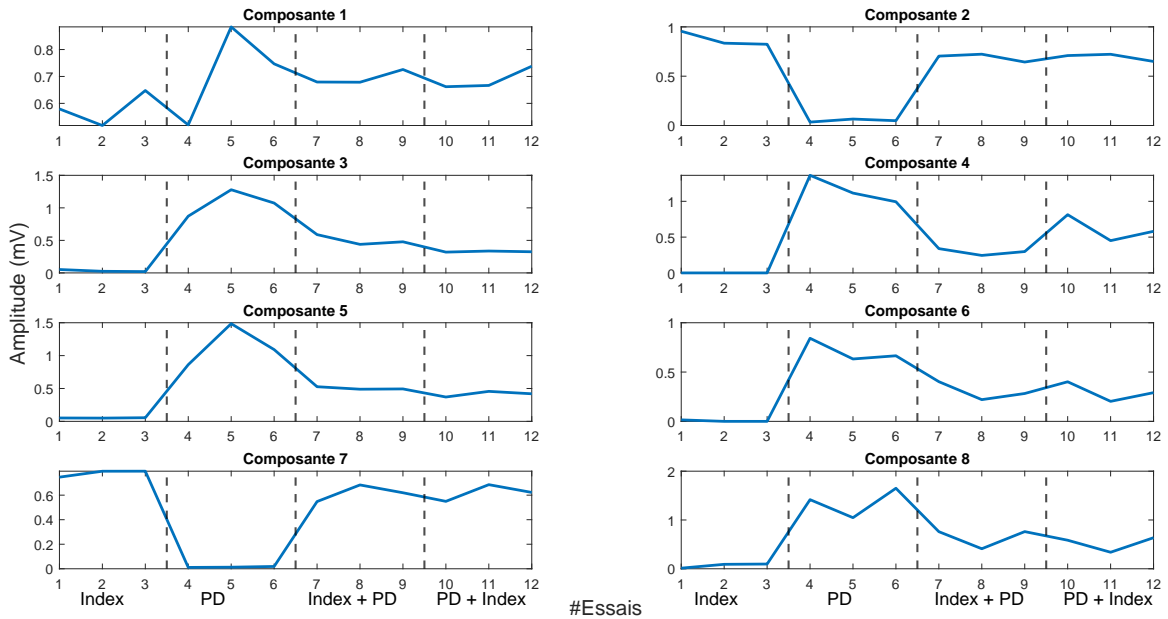 Composante 1
0.8
0.7
0.6
1 2 3 4 5 6 7 8 9 10 11 12
Composante 2
1
0.5
0
1 2 3 4 5 6 7 8 9 10 11 12
Composante 3
1.5
1
0.5
0
1 2 3 4 5 6 7 8 9 10 11 12
Composante 4
1
0.5
0
1 2 3 4 5 6 7 8 9 10 11 12
Amplitude (mV)
Composante 5
1.5
1
0.5
0
1 2 3 4 5 6 7 8 9 10 11 12
Composante 6
1
0.5
0
1 2 3 4 5 6 7 8 9 10 11 12
Composante 7
0.6
0.4
0.2
0
1 2 3 4 5 6 7 8 9 10 11 12
Index PD Index + PD PD + Index
Composante 8
2
1
0
1 2 3 4 5 6 7 8 9 10 11 12
Index PD Index + PD PD + Index
#Essais